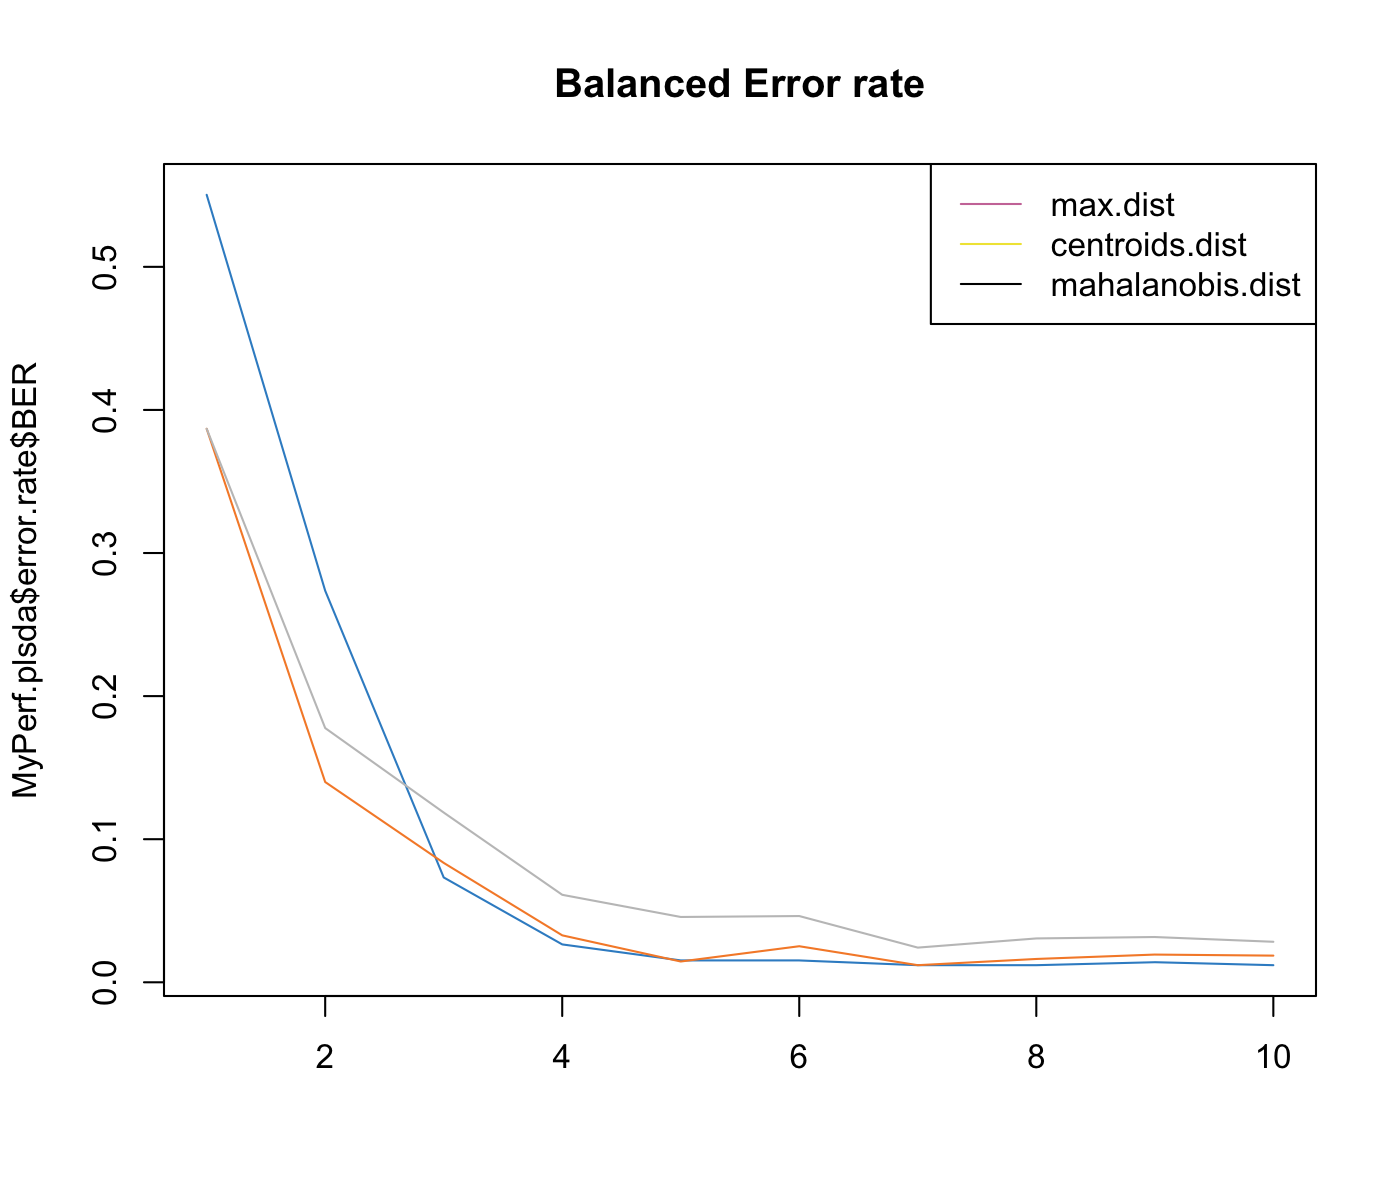 Balanced Error rate
max.dist
centroids.dist
mahalanobis.dist
MyPerf.plsda$error.rate$BER
0.5
0.4
0.3
0.2
0.1
0.0
2 4 6 8 10